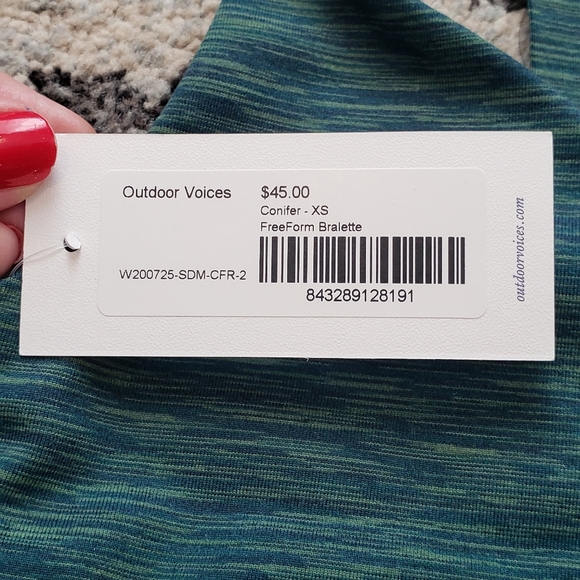 Outdoor Voices
$45.00
Conifer - XS
FreeForm Bralette
W200725-SDM-CFR-2
843289128191
outdoorvoices.com